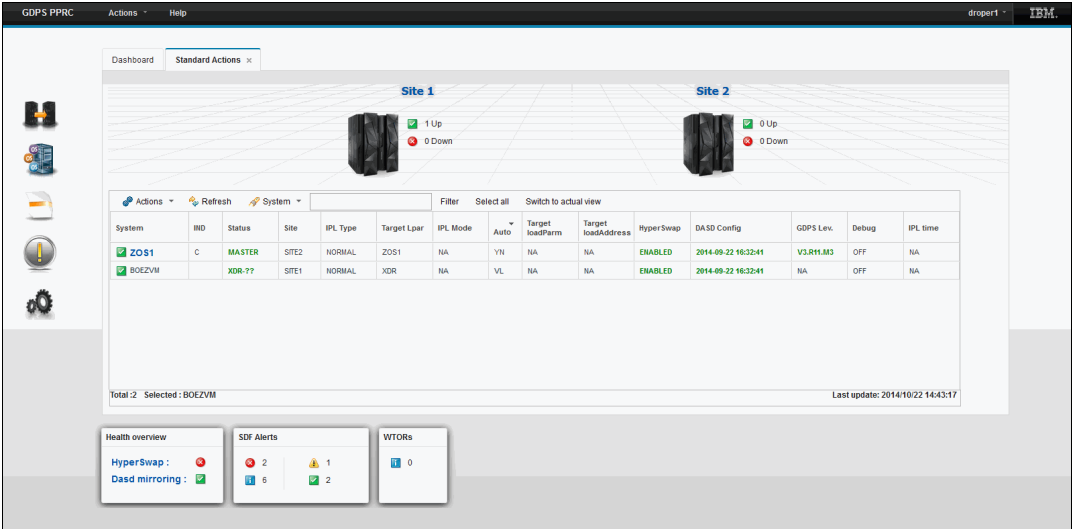 GDPS PPRC Actions Help droper1 IBM.
Dashboard Standard Actions ×
Site 1 Site 2
1 Up 0 Up
0 Down 0 Down
Actions Refresh System Filter Select all Switch to actual view
System IND Status Site IPL Type Target Lpar IPL Mode Auto Target loadParm Target loadAddress HyperSwap DASD Config GDPS Lev. Debug IPL time
ZOS1 C MASTER SITE2 NORMAL ZOS1 NA YN NA NA ENABLED 2014-09-22 16:32:41 V3.R11.M3 OFF NA
BOEZVM XDR-?? SITE1 NORMAL XDR NA VL NA NA ENABLED 2014-09-22 16:32:41 NA OFF NA
Total :2 Selected : BOEZVM Last update: 2014/10/22 14:43:17
Health overview SDF Alerts WTORs
HyperSwap : 2 1 0
Dasd mirroring : 6 2
OS
OS
OS